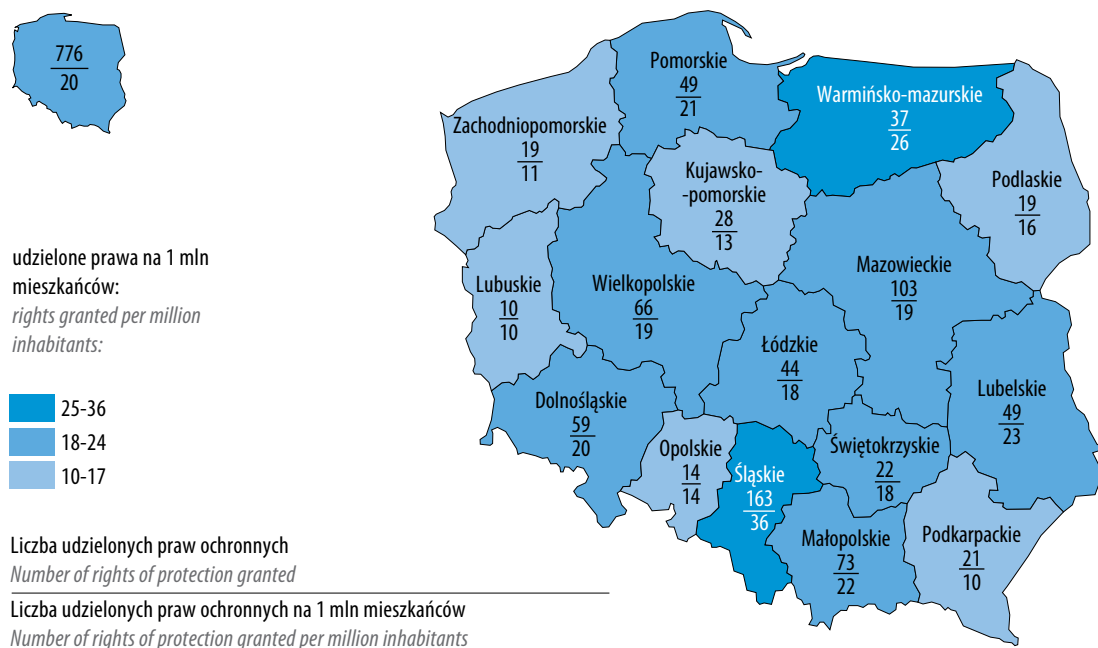 776
20
Pomorskie
49
21
Warmińsko-mazurskie
37
26
Zachodniopomorskie
19
11
Kujawsko-
-pomorskie
28
13
Podlaskie
19
16
udzielone prawa na 1 mln
mieszkańców:
rights granted per million
inhabitants:
Lubuskie
10
10
Wielkopolskie
66
19
Mazowieckie
103
19
Łódzkie
44
18
25-36
18-24
10-17
Dolnośląskie
59
20
Lubelskie
49
23
Opolskie
14
14
Śląskie
163
36
Świętokrzyskie
22
18
Małopolskie
73
22
Podkarpackie
21
10
Liczba udzielonych praw ochronnych
Number of rights of protection granted
Liczba udzielonych praw ochronnych na 1 mln mieszkańców
Number of rights of protection granted per million inhabitants